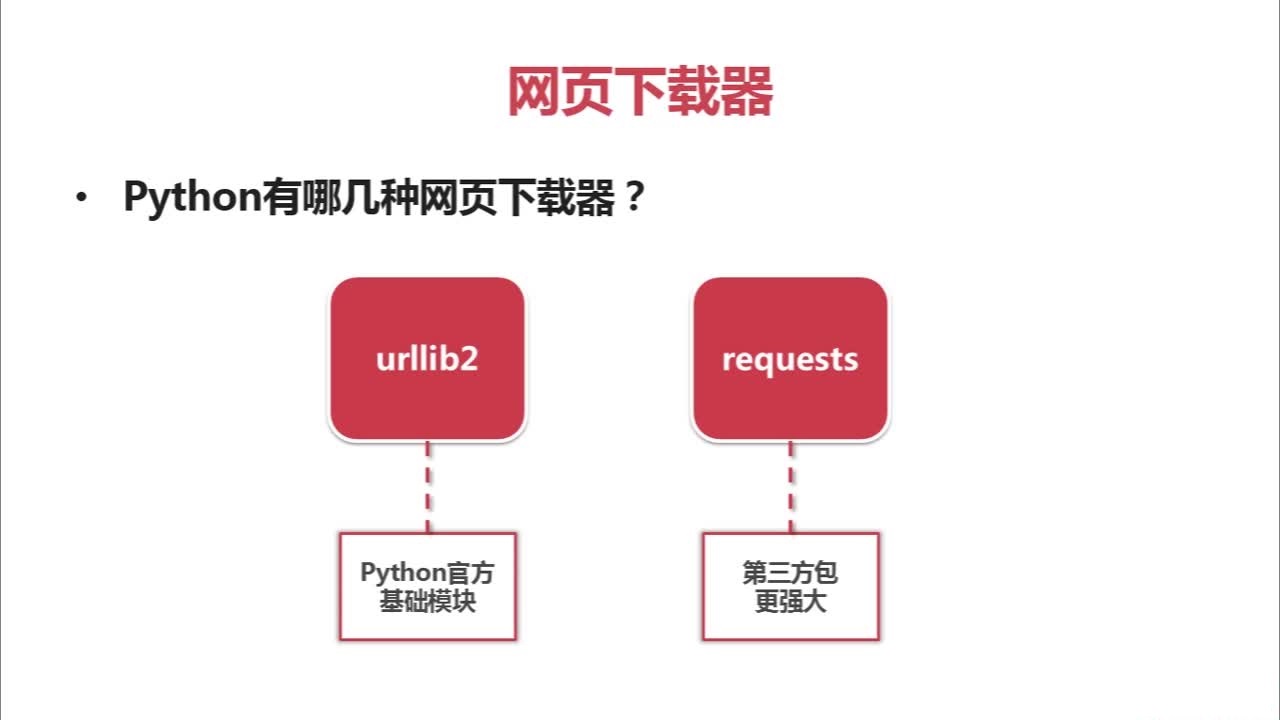 网页下载器
• Python有哪几种网页下载器？
urllib2
requests
Python官方
基础模块
第三方包
更强大